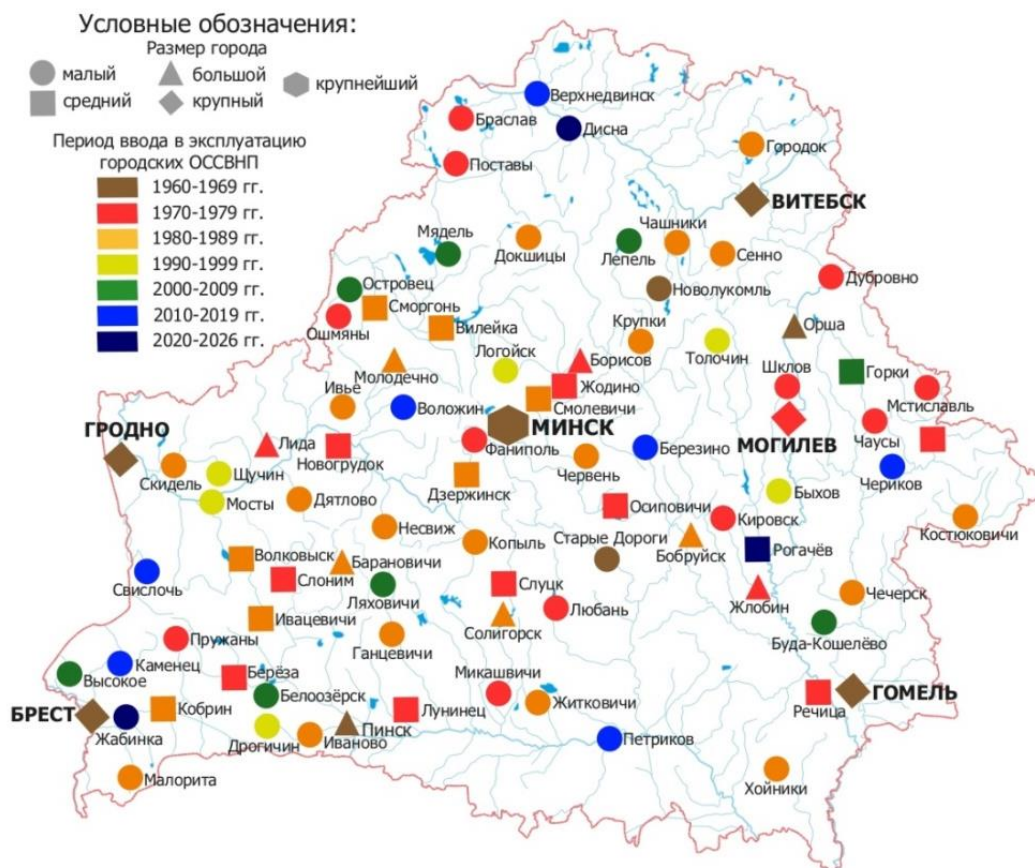 Условные обозначения:
Размер города
малый
большой
крупнейший
средний
крупный
Период ввода в эксплуатацию
городских ОССВНП
1960-1969 гг.
1970-1979 гг.
1980-1989 гг.
1990-1999 гг.
2000-2009 гг.
2010-2019 гг.
2020-2026 гг.
Верхнедвинск
Браслав
Дисна
Городок
Поставы
ВИТЕБСК
Мядель
Докшицы
Чашники
Лепель
Сенно
Дубровно
Островец
Новолукомль
Сморгонь
Ошмяны
Вилейка
Крупки
Орша
Логойск
Борисов
Толочин
Молодечно
Жодино
Шклов
Горки
Ивье
Воложин
Смолевичи
Мстиславль
ГРОДНО
МИНСК
МОГИЛЕВ
Чаусы
Лида
Новогрудок
Фаниполь
Березино
Скидель
Щучин
Дзержинск
Червень
Чериков
Мосты
Дятлово
Быхов
Осиповичи
Кировск
Костюковичи
Несвиж
Копыль
Старые Дороги
Бобруйск
Рогачёв
Волковыск
Барановичи
Свислочь
Слоним
Ляховичи
Слуцк
Любань
Жлобин
Чечерск
Ивацевичи
Солигорск
Буда-Кошелёво
Пружаны
Ганцевичи
Каменец
Высокое
Берёза
Микашвичи
Белоозёрск
Житковичи
ГОМЕЛЬ
Речица
БРЕСТ
Кобрин
Лунинец
Жабинка
Дрогичин
Иваново
Пинск
Петриков
Малорита
Хойники